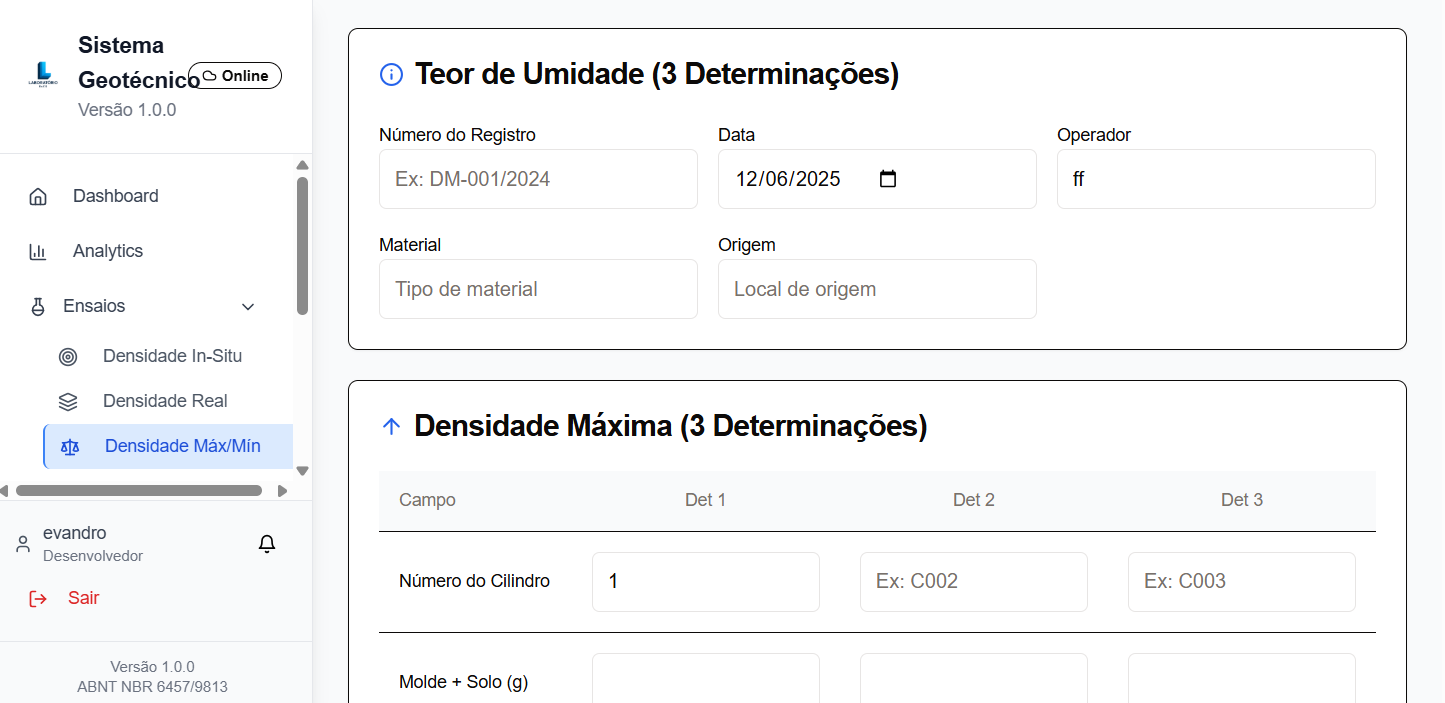 Sistema
Geotécnico
Online
Versão 1.0.0
Dashboard
Analytics
Ensaios
Densidade In-Situ
Densidade Real
Densidade Máx/Mín
evandro
Desenvolvedor
Sair
Versão 1.0.0
ABNT NBR 6457/9813
Teor de Umidade (3 Determinações)
Número do Registro
Data
Operador
Ex: DM-001/2024
12/06/2025
ff
Material
Origem
Tipo de material
Local de origem
Densidade Máxima (3 Determinações)
Campo Det 1 Det 2 Det 3
Número do Cilindro 1 Ex: C002 Ex: C003
Molde + Solo (g)